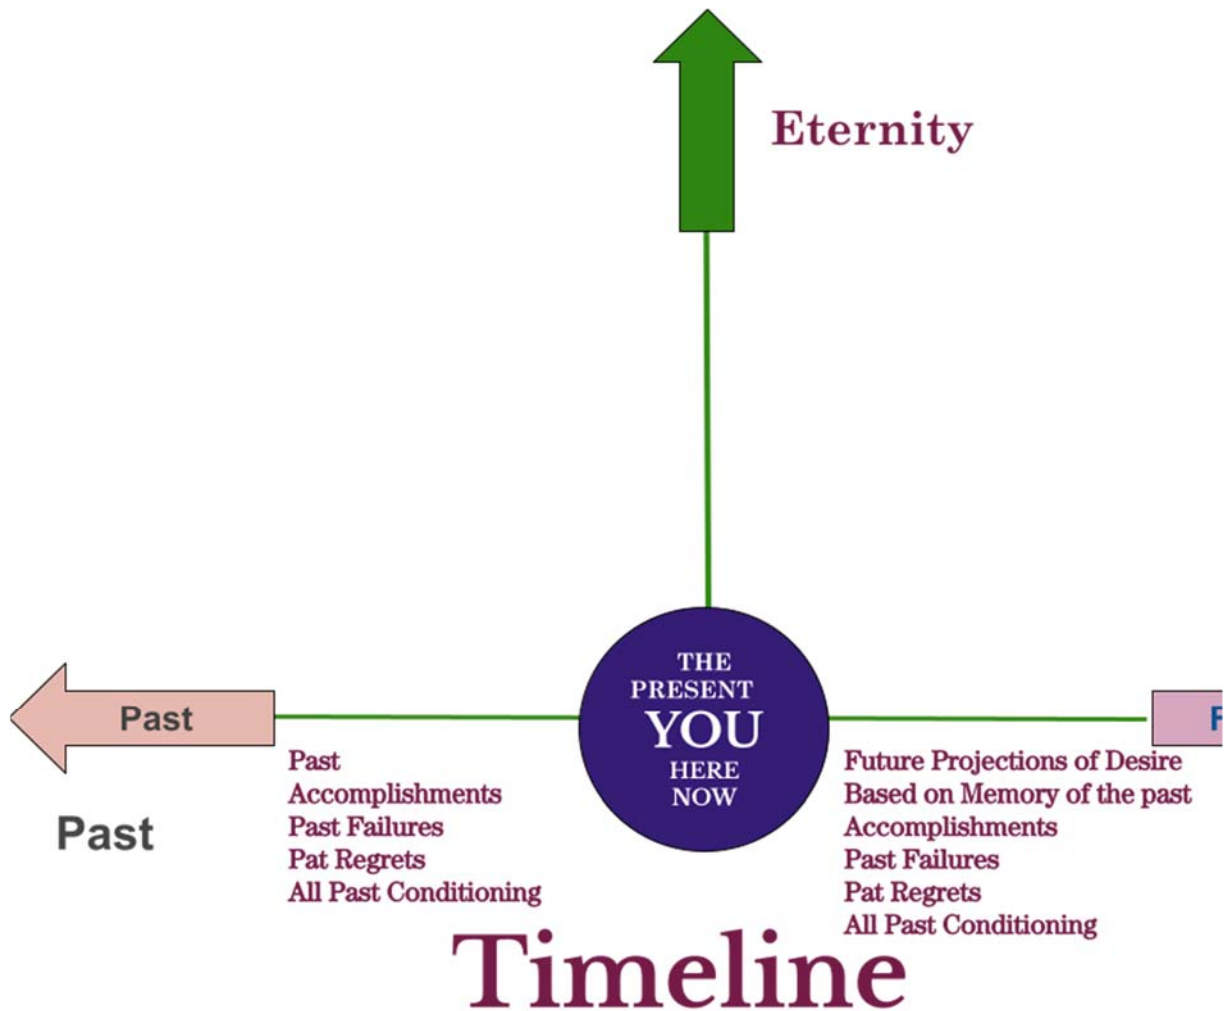 Eternity
THE
PRESENT
YOU
HERE
NOW
Past
F
Past
Past
Accomplishments
Past Failures
Pat Regrets
All Past Conditioning
Future Projections of Desire
Based on Memory of the past
Accomplishments
Past Failures
Pat Regrets
All Past Conditioning
Timeline